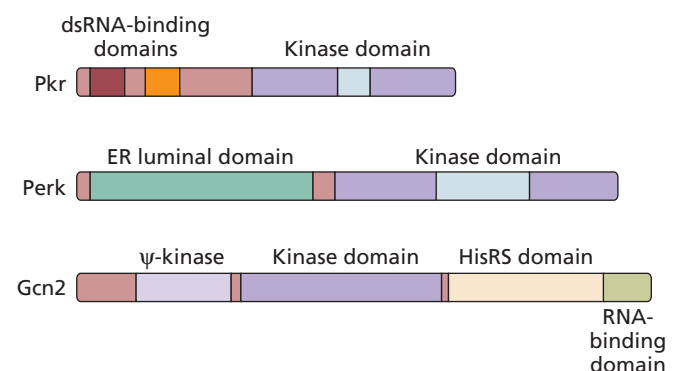 dsRNA-binding
domains
Kinase domain
Pkr
ER luminal domain
Kinase domain
Perk
ψ-kinase
Kinase domain
HisRS domain
Gcn2
RNA-
binding
domain